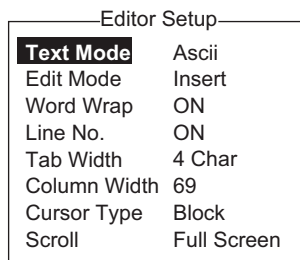 Editor Setup
Text Mode Ascii
Edit Mode Insert
Word Wrap ON
Line No. ON
Tab Width 4 Char
Column Width 69
Cursor Type Block
Scroll Full Screen